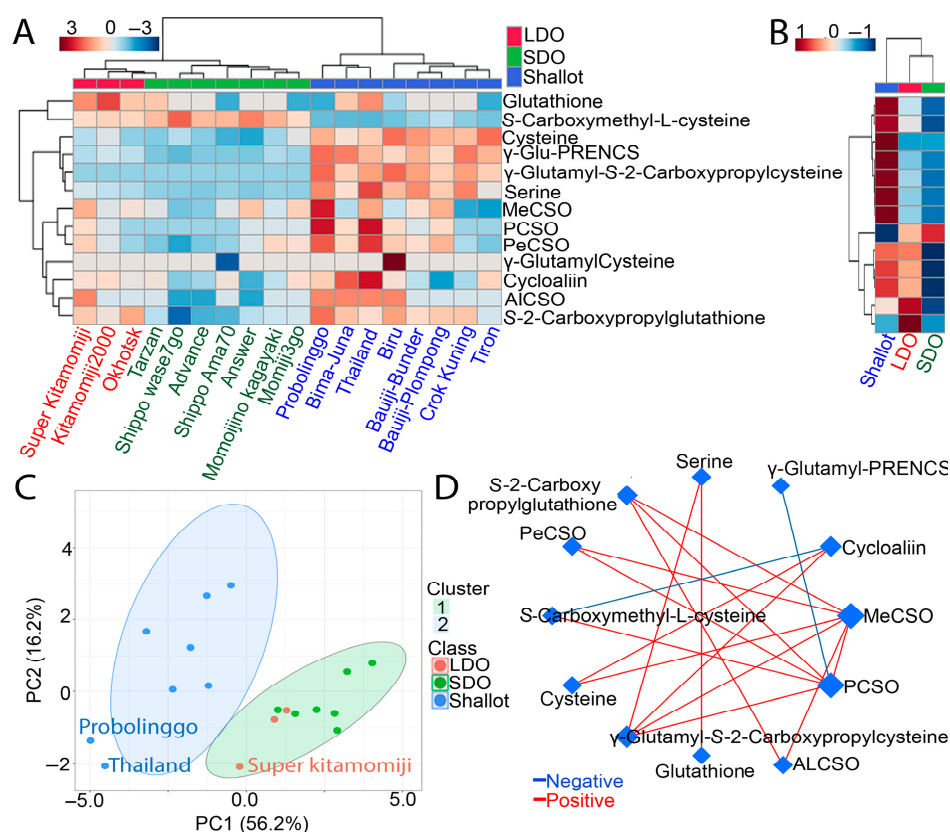 A
3 0 −3
LDO
SDO
Shallot
Glutathione
S-Carboxymethyl-L-cysteine
Cysteine
γ-Glu-PRENCS
γ-Glutamyl-S-2-Carboxypropylcysteine
Serine
MeCSO
PCSO
PeCSO
γ-GlutamylCysteine
Cycloaliin
AlCSO
S-2-Carboxypropylglutathione
Super Kitamomiji
Kitamomiji2000
Okhotsk
Tarzan
Shippo wase7go
Advance
Shippo Ama70
Answer
Momoijino kagayaki
Momiji3go
Probolinggo
Bima-Juna
Thailand
Biru
Bauiji-Bunder
Bauiji-Plompong
Crok Kuning
Tiron
B
1 0 −1
Shallot
LDO
SDO
C
PC2 (16.2%)
4
2
0
−2
−5.0 0.0 5.0
PC1 (56.2%)
Probolinggo
Thailand
Super kitamomiji
Cluster
1
2
Class
LDO
SDO
Shallot
D
Serine
γ-Glutamyl-PRENCS
S-2-Carboxy
propylglutathione
PeCSO
Cycloaliin
S-Carboxymethyl-L-cysteine
MeCSO
Cysteine
PCSO
γ-Glutamyl-S-2-Carboxypropylcysteine
Glutathione
ALCSO
Negative
Positive